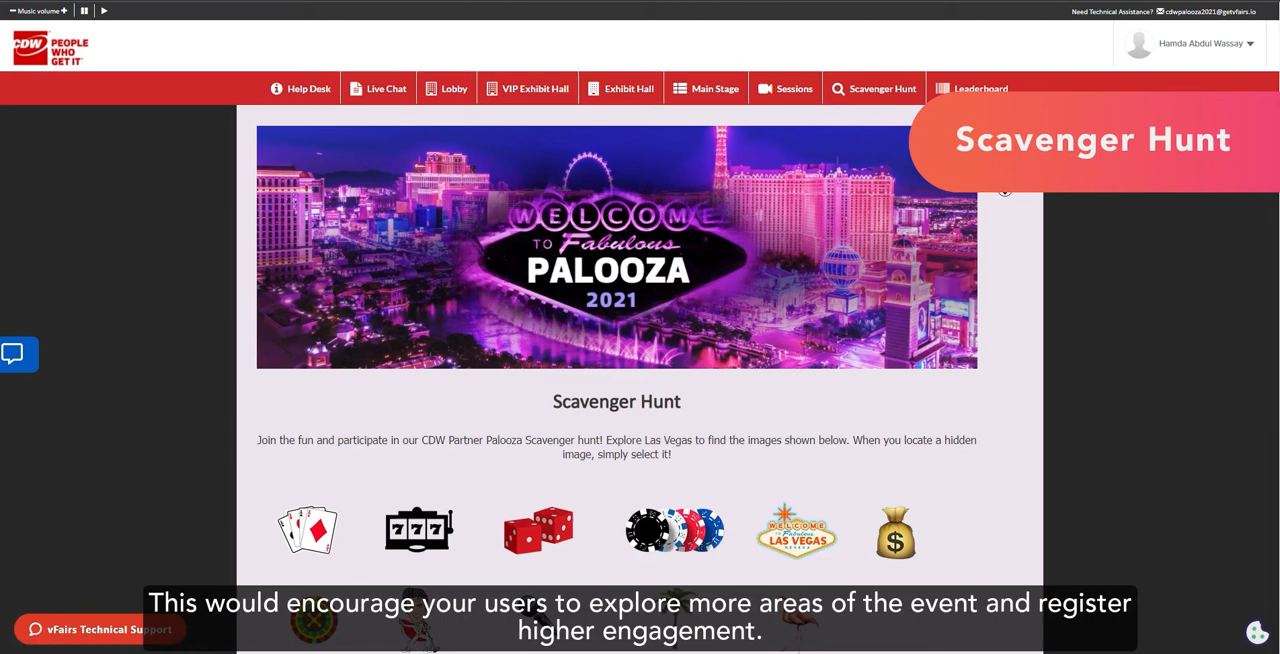 Music volume
Need Technical Assistance? cdwpalooza2021@getvfairs.io
CDW
PEOPLE
WHO
GET IT
Hamda Abdul Wassay
Help Desk
Live Chat
Lobby
VIP Exhibit Hall
Exhibit Hall
Main Stage
Sessions
Scavenger Hunt
Leaderboard
Scavenger Hunt
WELCOME
TO Fabulous
PALOOZA
2021
Scavenger Hunt
Join the fun and participate in our CDW Partner Palooza Scavenger hunt! Explore Las Vegas to find the images shown below. When you locate a hidden
image, simply select it!
777
WELCOME
TO Fabulous
LAS VEGAS
NEVADA
$
This would encourage your users to explore more areas of the event and register
higher engagement.
vFairs Technical Support